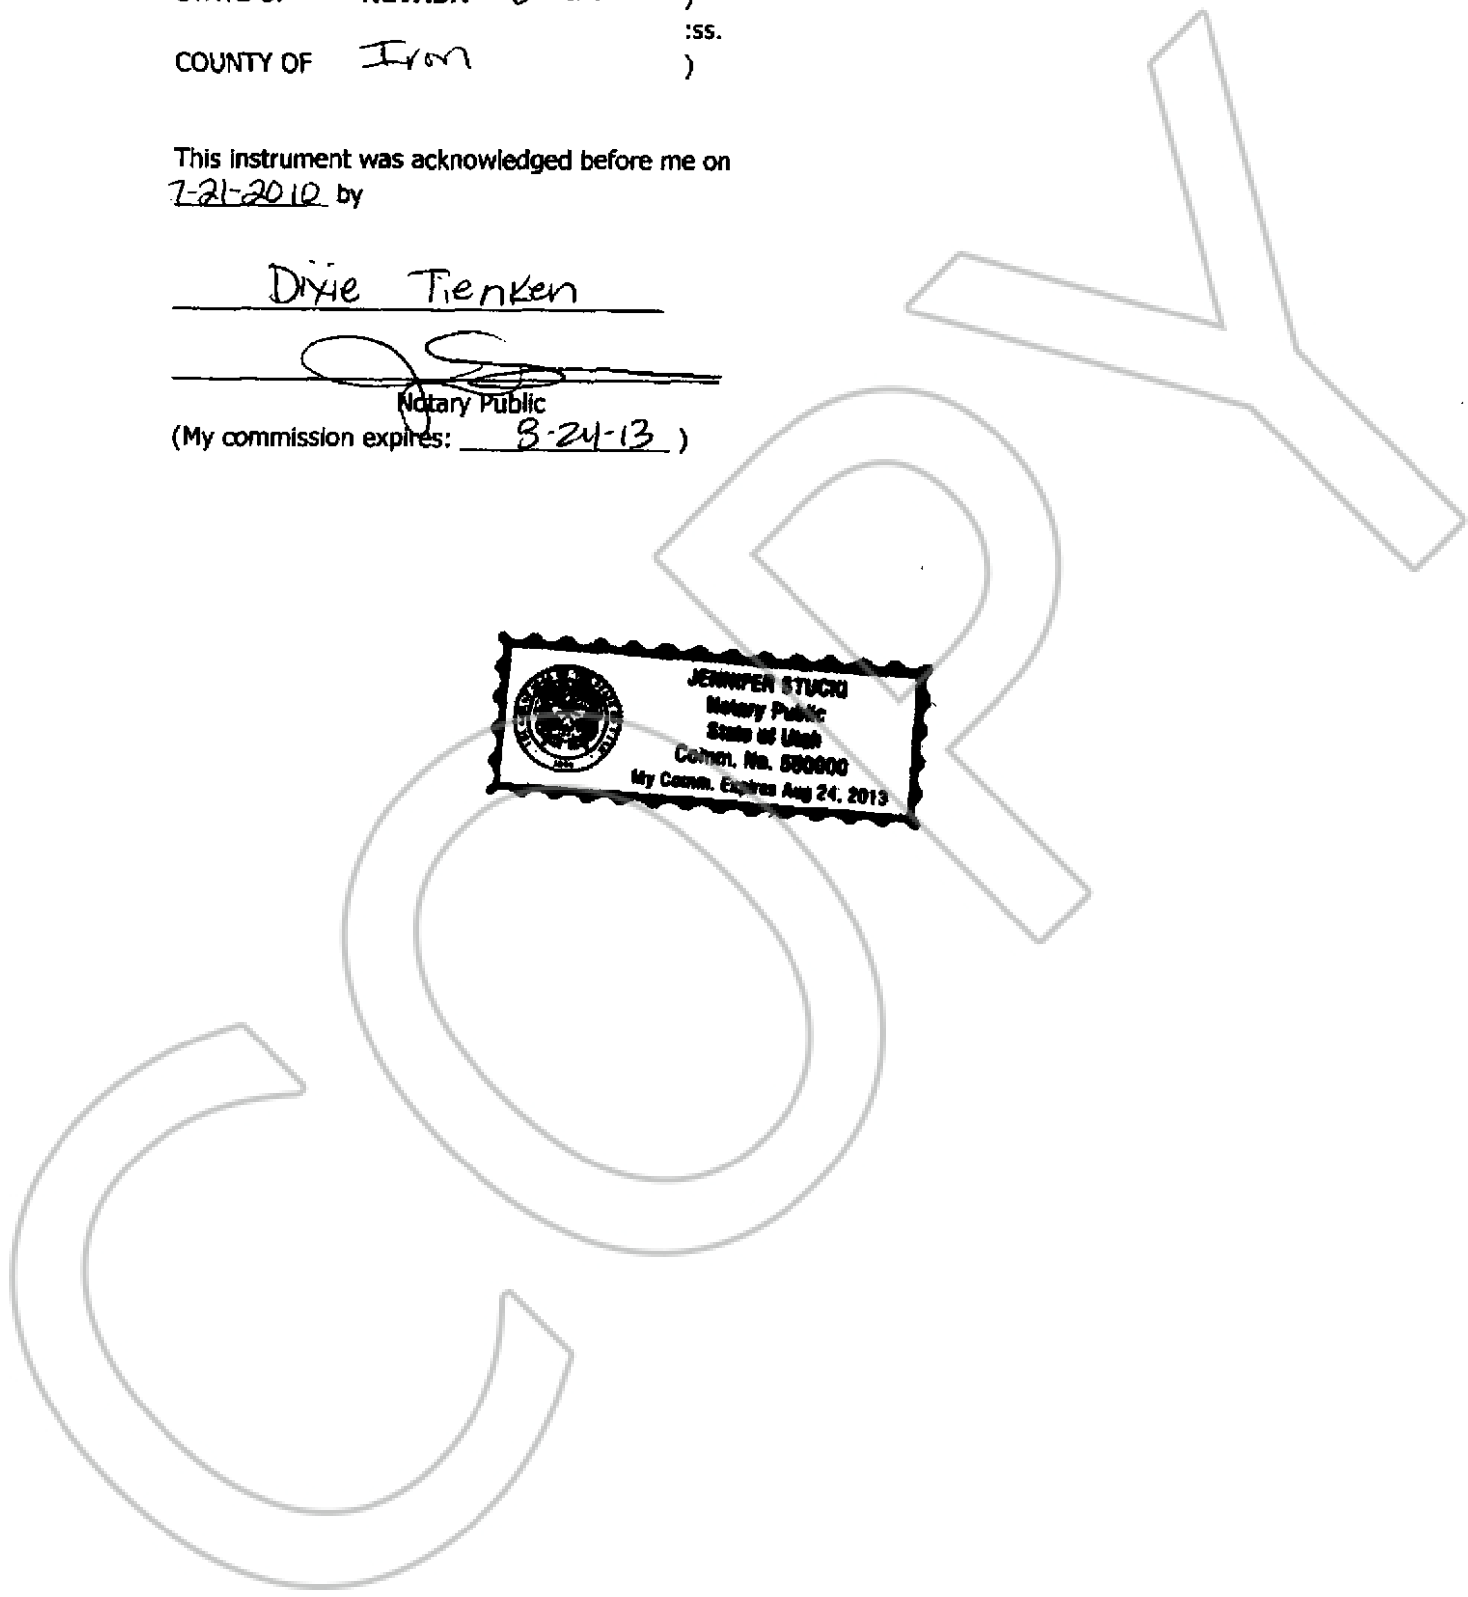 :ss.
COUNTY OF Iron )
This instrument was acknowledged before me on
7-21-2010 by
Dixie Tienken
Notary Public
(My commission expires: 8-24-13 )
JENNIFER STUCKI
Notary Public
State of Utah
Comm. No.
My Comm. Expires Aug 24, 2013
COPY